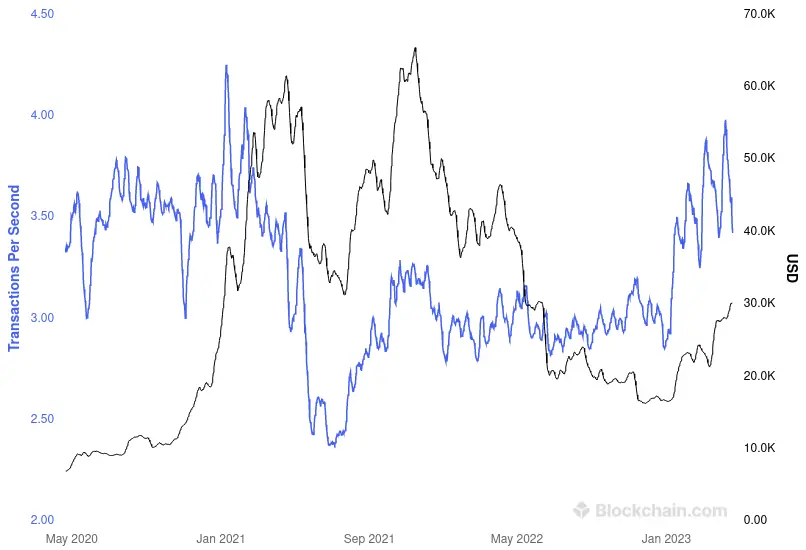 4.50
4.00
3.50
3.00
2.50
2.00
Transactions Per Second
70.0K
60.0K
50.0K
40.0K
30.0K
20.0K
10.0K
0.00
USD
Blockchain.com
May 2020
Jan 2021
Sep 2021
May 2022
Jan 2023